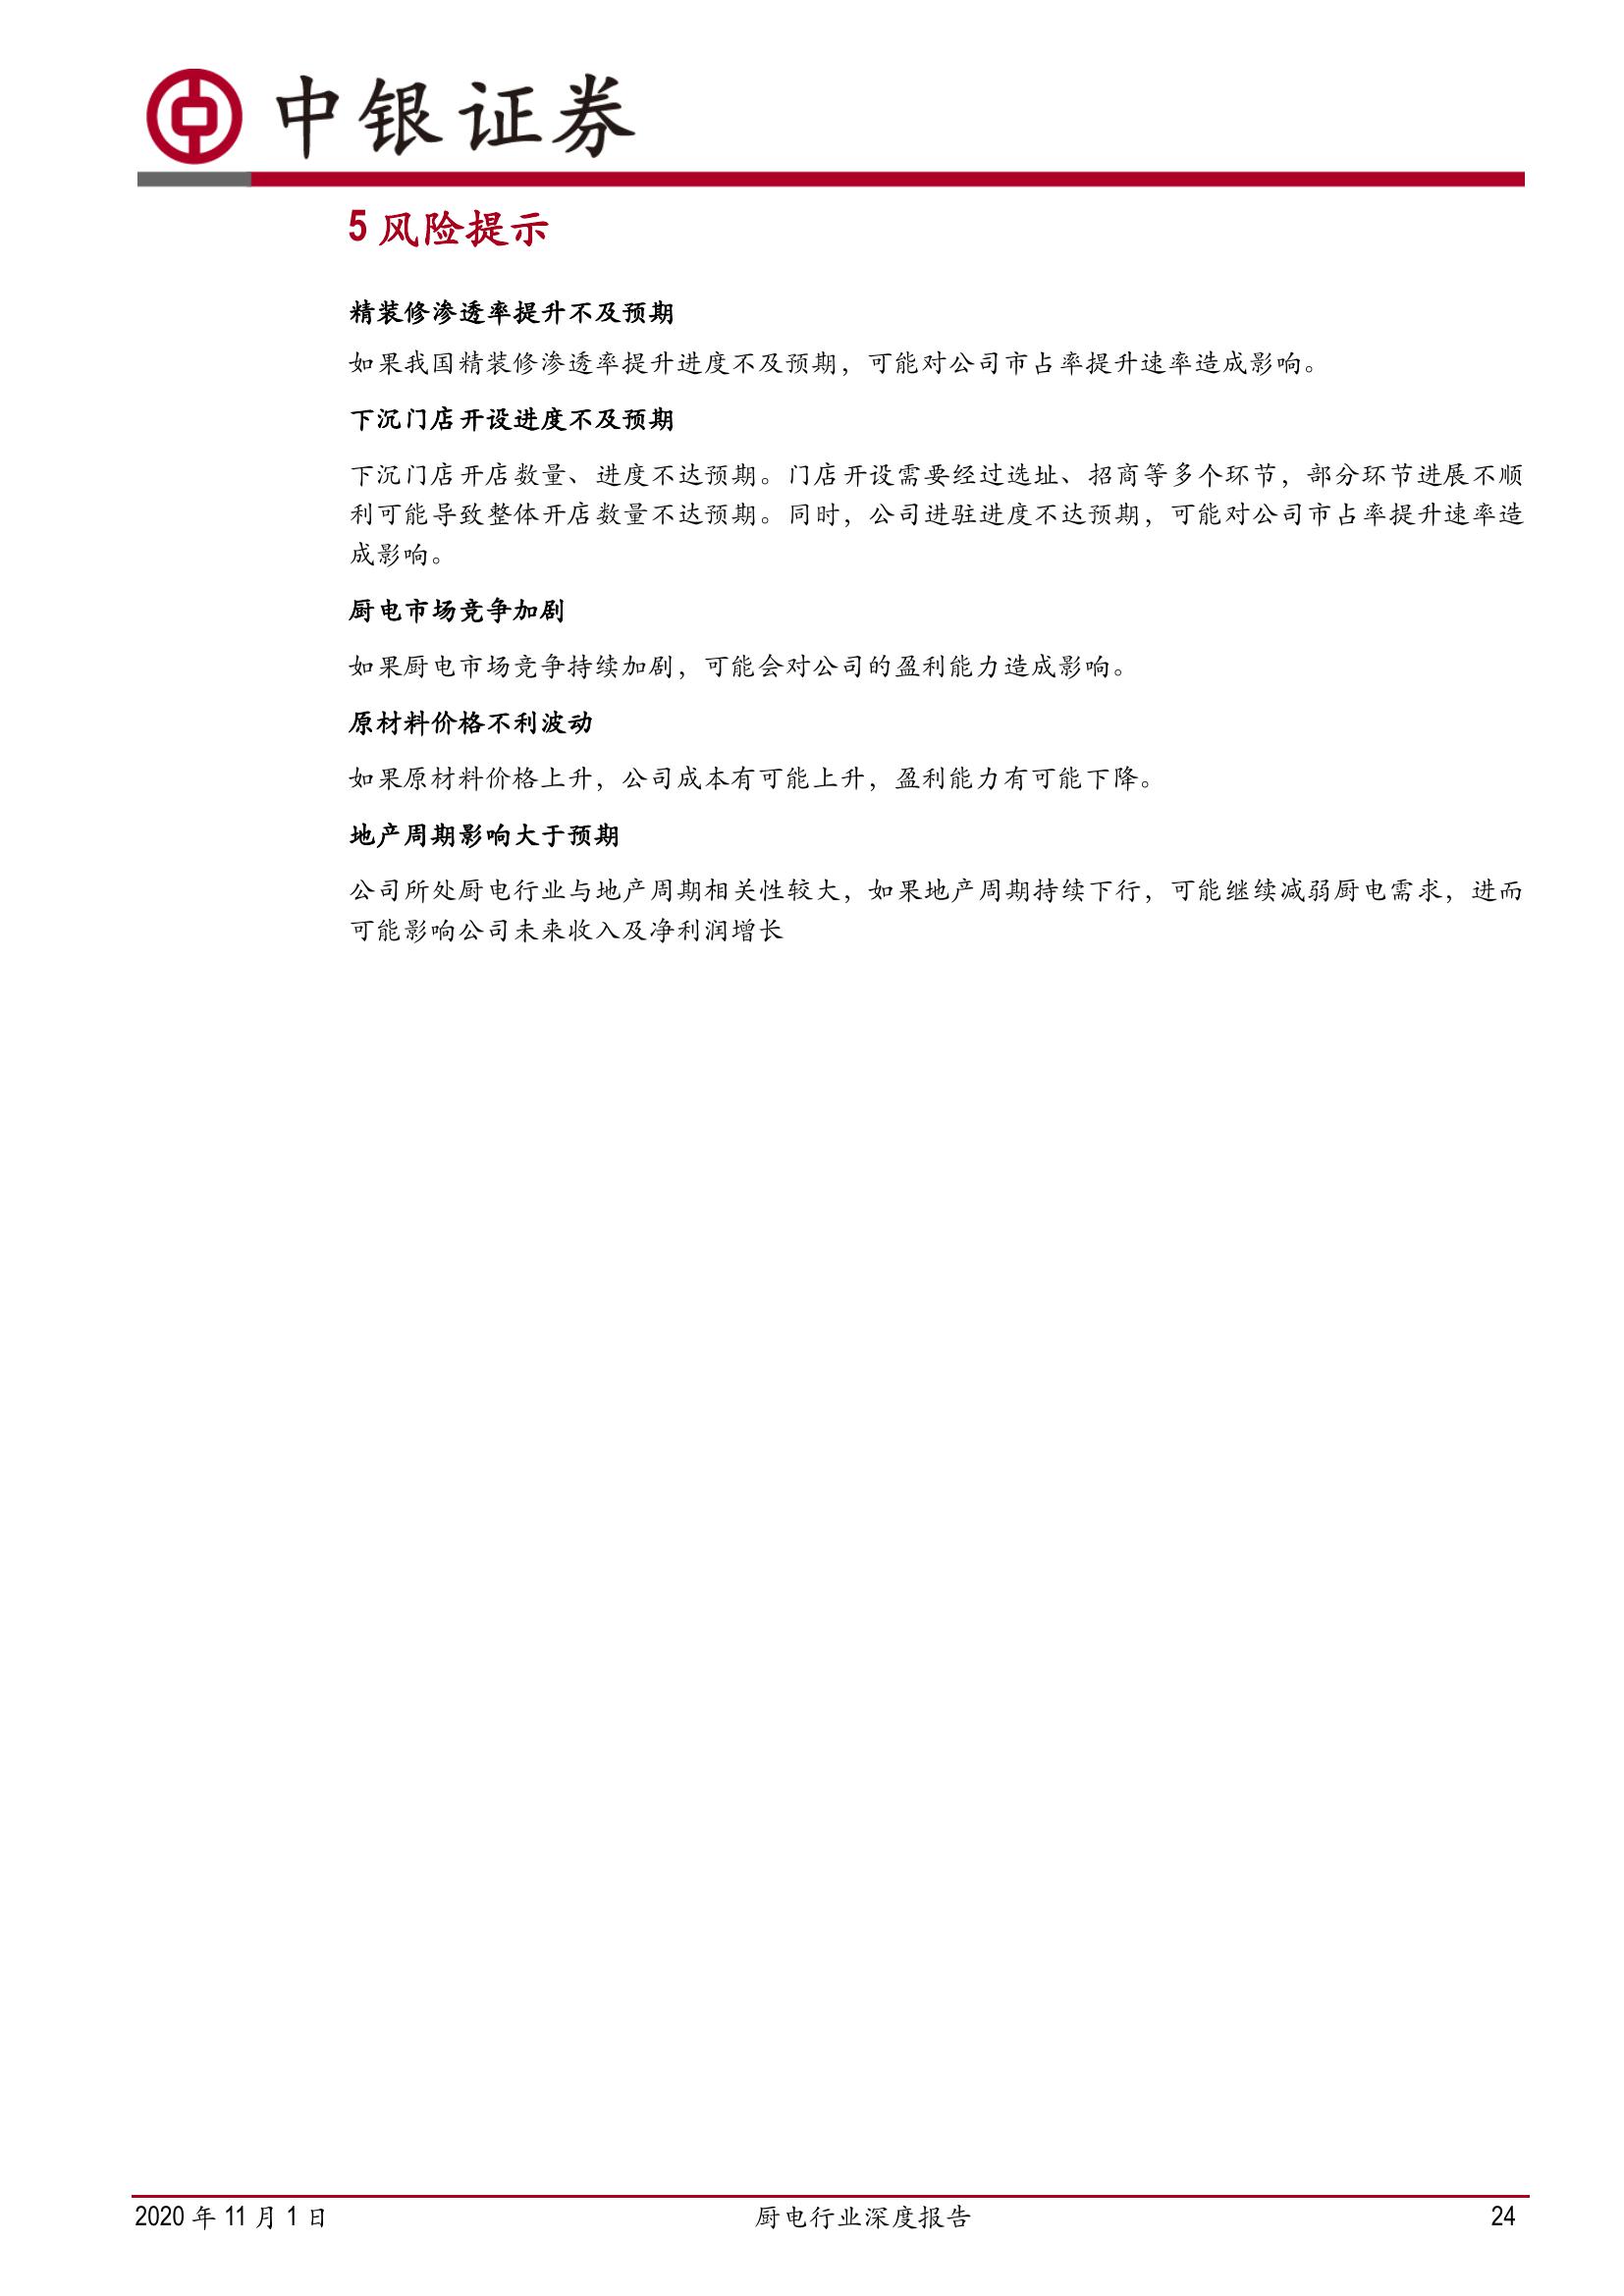 中银证券
5 风险提示
精装修渗透率提升不及预期
如果我国精装修渗透率提升进度不及预期，可能对公司市占率提升速率造成影响。
下沉门店开设进度不及预期
下沉门店开店数量、进度不达预期。门店开设需要经过选址、招商等多个环节，部分环节进展不顺
利可能导致整体开店数量不达预期。同时，公司进驻进度不达预期，可能对公司市占率提升速率造
成影响。
厨电市场竞争加剧
如果厨电市场竞争持续加剧，可能会对公司的盈利能力造成影响。
原材料价格不利波动
如果原材料价格上升，公司成本有可能上升，盈利能力有可能下降。
地产周期影响大于预期
公司所处厨电行业与地产周期相关性较大，如果地产周期持续下行，可能继续减弱厨电需求，进而
可能影响公司未来收入及净利润增长
2020 年 11 月 1 日 厨电行业深度报告 24